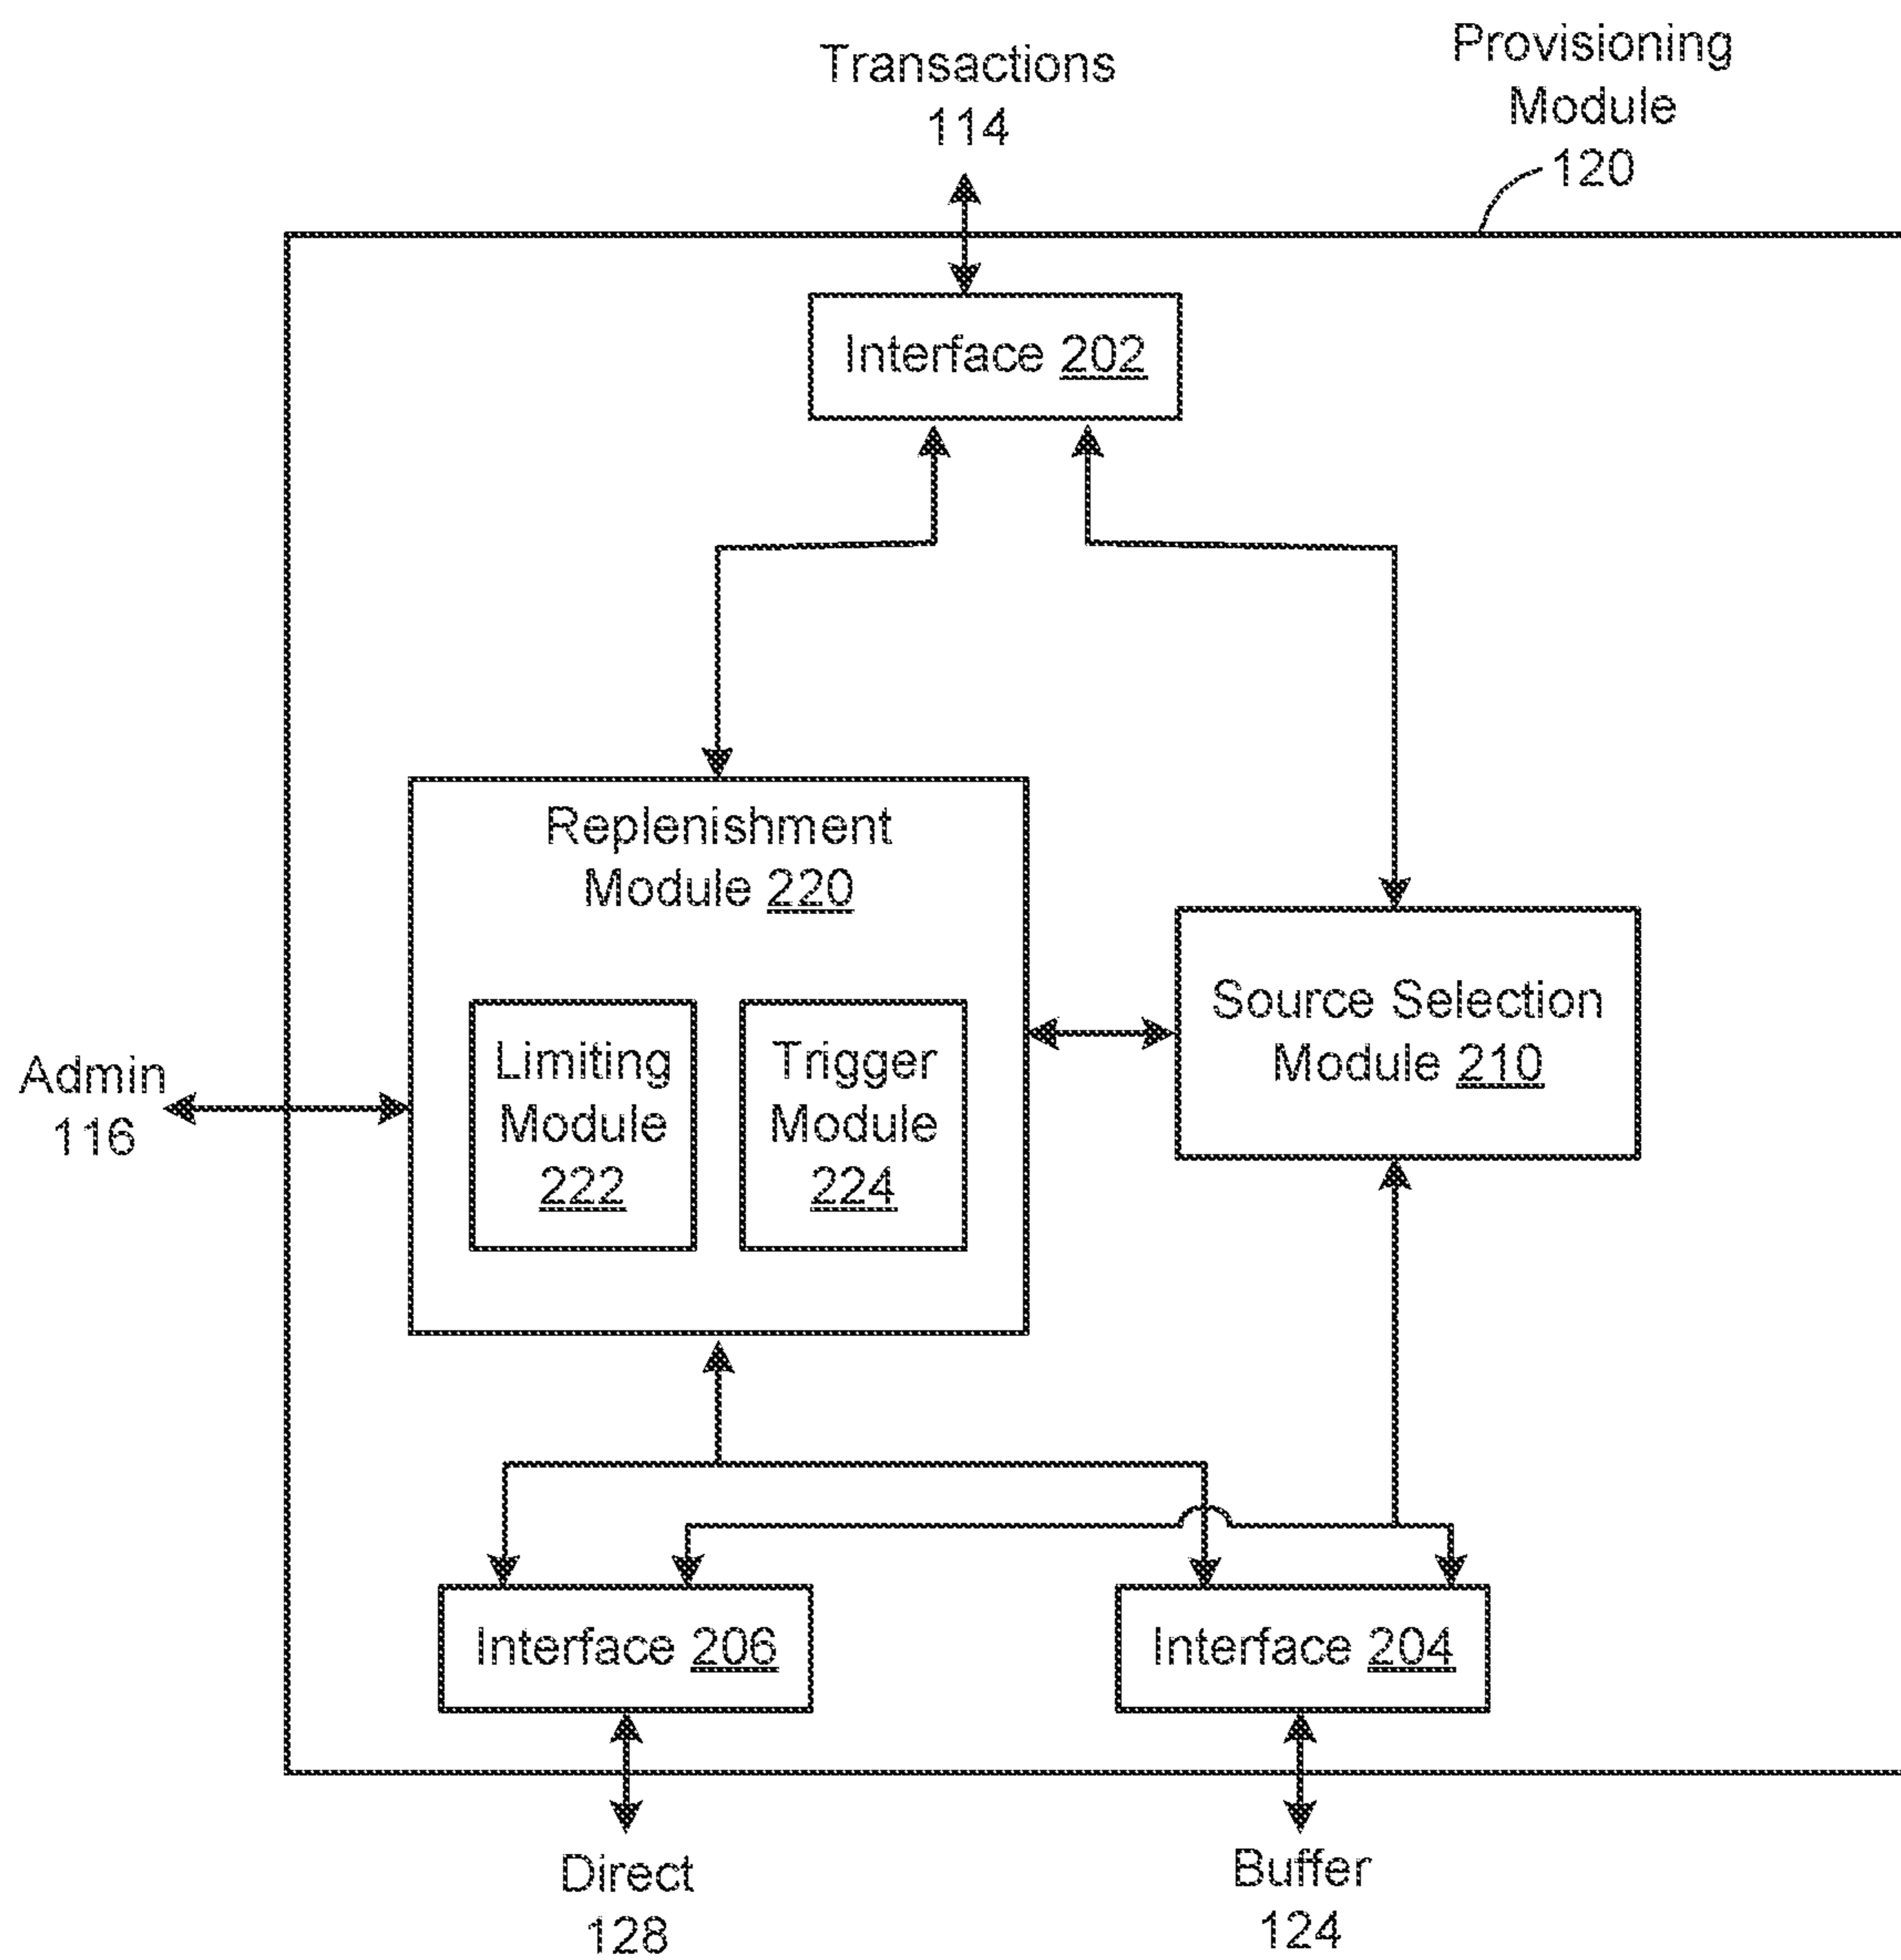 Transactions
114
Provisioning
Module
120
Interface 202
Replenishment
Module 220
Limiting
Module
222
Trigger
Module
224
Source Selection
Module 210
Admin
116
Interface 206
Interface 204
Direct
128
Buffer
124